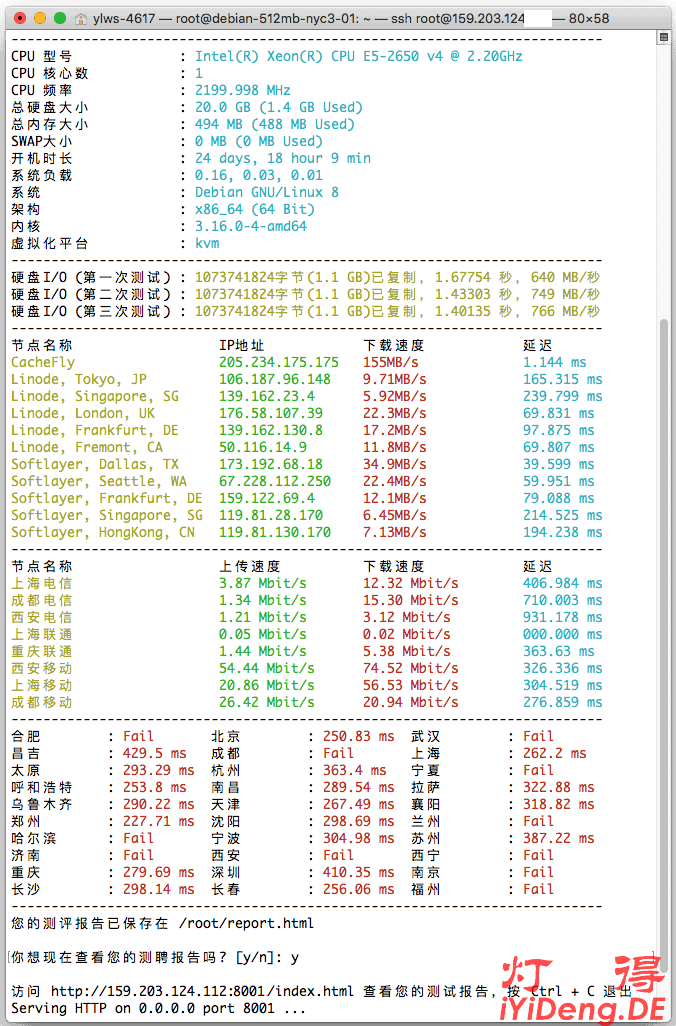 ylws-4617 — root@debian-512mb-nyc3-01: ~ — ssh root@159.203.124 — 80×58
CPU 型号 : Intel(R) Xeon(R) CPU E5-2650 v4 @ 2.20GHz
CPU 核心数 : 1
CPU 频率 : 2199.998 MHz
总硬盘大小 : 20.0 GB (1.4 GB Used)
总内存大小 : 494 MB (488 MB Used)
SWAP大小 : 0 MB (0 MB Used)
开机时长 : 24 days, 18 hour 9 min
系统负载 : 0.16, 0.03, 0.01
系统 : Debian GNU/Linux 8
架构 : x86_64 (64 Bit)
内核 : 3.16.0-4-amd64
虚拟化平台 : kvm
硬盘I/O (第一次测试) : 1073741824字节(1.1 GB)已复制, 1.67754 秒, 640 MB/秒
硬盘I/O (第二次测试) : 1073741824字节(1.1 GB)已复制, 1.43303 秒, 749 MB/秒
硬盘I/O (第三次测试) : 1073741824字节(1.1 GB)已复制, 1.40135 秒, 766 MB/秒
节点名称 IP地址 下载速度 延迟
CacheFly 205.234.175.175 155MB/s 1.144 ms
Linode, Tokyo, JP 106.187.96.148 9.71MB/s 165.315 ms
Linode, Singapore, SG 139.162.23.4 5.92MB/s 239.799 ms
Linode, London, UK 176.58.107.39 22.3MB/s 69.831 ms
Linode, Frankfurt, DE 139.162.130.8 17.2MB/s 97.875 ms
Linode, Fremont, CA 50.116.14.9 11.8MB/s 69.807 ms
Softlayer, Dallas, TX 173.192.68.18 34.9MB/s 39.599 ms
Softlayer, Seattle, WA 67.228.112.250 22.4MB/s 59.951 ms
Softlayer, Frankfurt, DE 159.122.69.4 12.1MB/s 79.088 ms
Softlayer, Singapore, SG 119.81.28.170 6.45MB/s 214.525 ms
Softlayer, HongKong, CN 119.81.130.170 7.13MB/s 194.238 ms
节点名称 上传速度 下载速度 延迟
上海电信 3.87 Mbit/s 12.32 Mbit/s 406.984 ms
成都电信 1.34 Mbit/s 15.30 Mbit/s 710.003 ms
西安电信 1.21 Mbit/s 3.12 Mbit/s 931.178 ms
上海联通 0.05 Mbit/s 0.02 Mbit/s 000.000 ms
重庆联通 1.44 Mbit/s 5.38 Mbit/s 363.63 ms
西安移动 54.44 Mbit/s 74.52 Mbit/s 326.336 ms
上海移动 20.86 Mbit/s 56.53 Mbit/s 304.519 ms
成都移动 26.42 Mbit/s 20.94 Mbit/s 276.859 ms
合肥 : Fail 北京 : 250.83 ms 武汉 : Fail
昌吉 : 429.5 ms 成都 : Fail 上海 : 262.2 ms
太原 : 293.29 ms 杭州 : 363.4 ms 宁夏 : Fail
呼和浩特 : 253.8 ms 南昌 : 289.54 ms 拉萨 : 322.88 ms
乌鲁木齐 : 290.22 ms 天津 : 267.49 ms 襄阳 : 318.82 ms
郑州 : 227.71 ms 沈阳 : 298.69 ms 兰州 : Fail
哈尔滨 : Fail 宁波 : 304.98 ms 苏州 : 387.22 ms
济南 : Fail 西安 : Fail 西宁 : Fail
重庆 : 279.69 ms 深圳 : 410.35 ms 南京 : Fail
长沙 : 298.14 ms 长春 : 256.06 ms 福州 : Fail
您的测评报告已保存在 /root/report.html
你想现在查看您的测聘报告吗? [y/n]: y
访问 http://159.203.124.112:8001/index.html 查看您的测试报告, 按 Ctrl + C 退出
Serving HTTP on 0.0.0.0 port 8001 ...
灯得
iYiDeng.DE